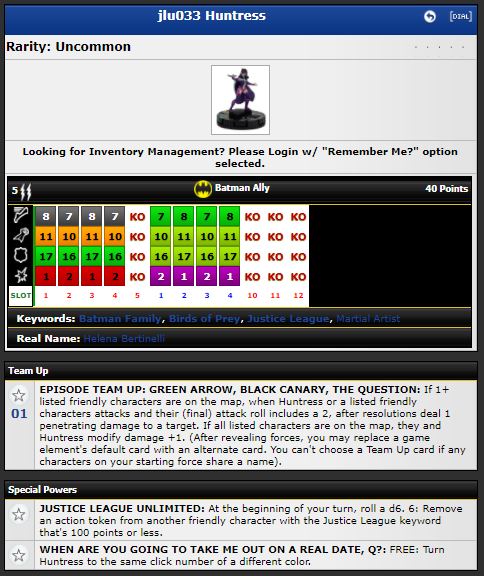 jlu033 Huntress
[DIAL]
Rarity: Uncommon
Looking for Inventory Management? Please Login w/ "Remember Me?" option
selected.
5
Batman Ally
40 Points
8 7 8 7 KO 7 8 7 8 KO KO KO
11 10 11 10 KO 11 10 10 11 KO KO KO
17 16 17 16 KO 16 17 16 17 KO KO KO
1 2 1 2 KO 2 1 2 1 KO KO KO
SLOT 1 2 3 4 5 1 2 3 4 10 11 12
Keywords: Batman Family, Birds of Prey, Justice League, Martial Artist
Real Name: Helena Bertinelli
Team Up
01
EPISODE TEAM UP: GREEN ARROW, BLACK CANARY, THE QUESTION: If 1+
listed friendly characters are on the map, when Huntress or a listed friendly
characters attacks and their (final) attack roll includes a 2, after resolutions deal 1
penetrating damage to a target. If all listed characters are on the map, they and
Huntress modify damage +1. (After revealing forces, you may replace a game
element's default card with an alternate card. You can't choose a Team Up card if any
characters on your starting force share a name).
Special Powers
JUSTICE LEAGUE UNLIMITED: At the beginning of your turn, roll a d6. 6: Remove
an action token from another friendly character with the Justice League keyword
that's 100 points or less.
WHEN ARE YOU GOING TO TAKE ME OUT ON A REAL DATE, Q?: FREE: Turn
Huntress to the same click number of a different color.